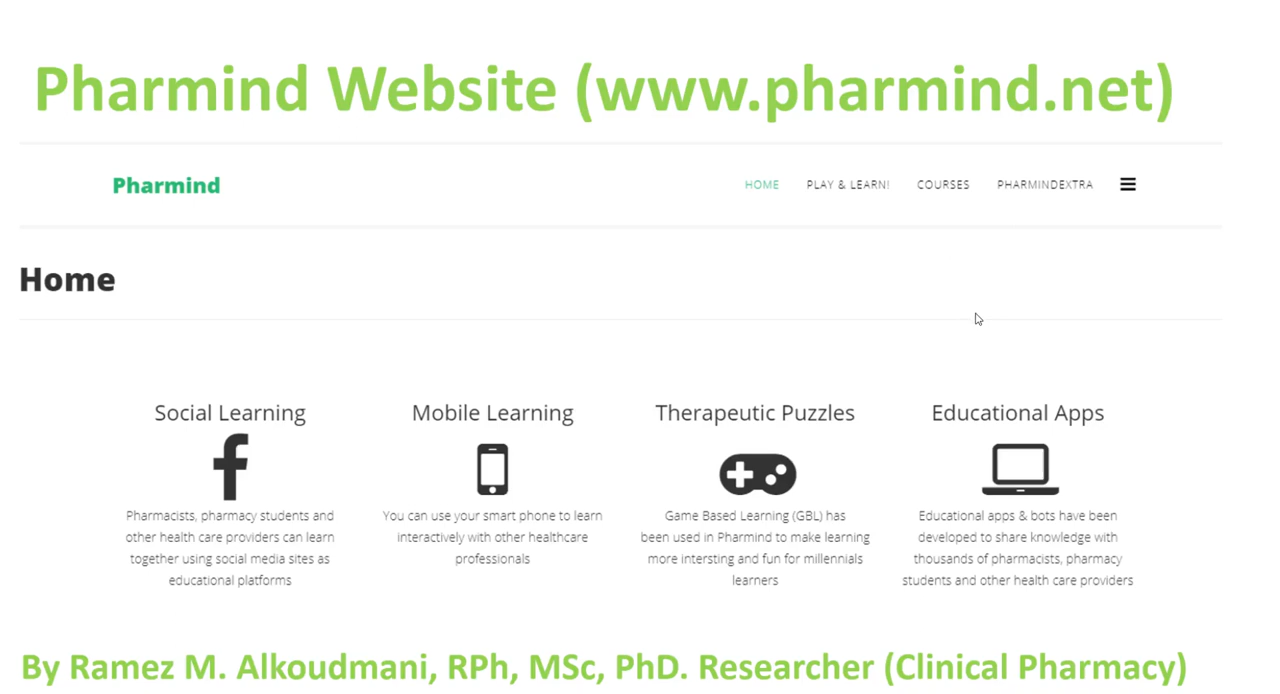 Pharmind Website (www.pharmind.net)
Pharmind
HOME
PLAY & LEARN!
COURSES
PHARMINDEXTRA
Home
Social Learning
Pharmacists, pharmacy students and
other health care providers can learn
together using social media sites as
educational platforms
Mobile Learning
You can use your smart phone to learn
interactively with other healthcare
professionals
Therapeutic Puzzles
Game Based Learning (GBL) has
been used in Pharmind to make learning
more intersting and fun for millennials
learners
Educational Apps
Educational apps & bots have been
developed to share knowledge with
thousands of pharmacists, pharmacy
students and other health care providers
By Ramez M. Alkoudmani, RPh, MSc, PhD. Researcher (Clinical Pharmacy)